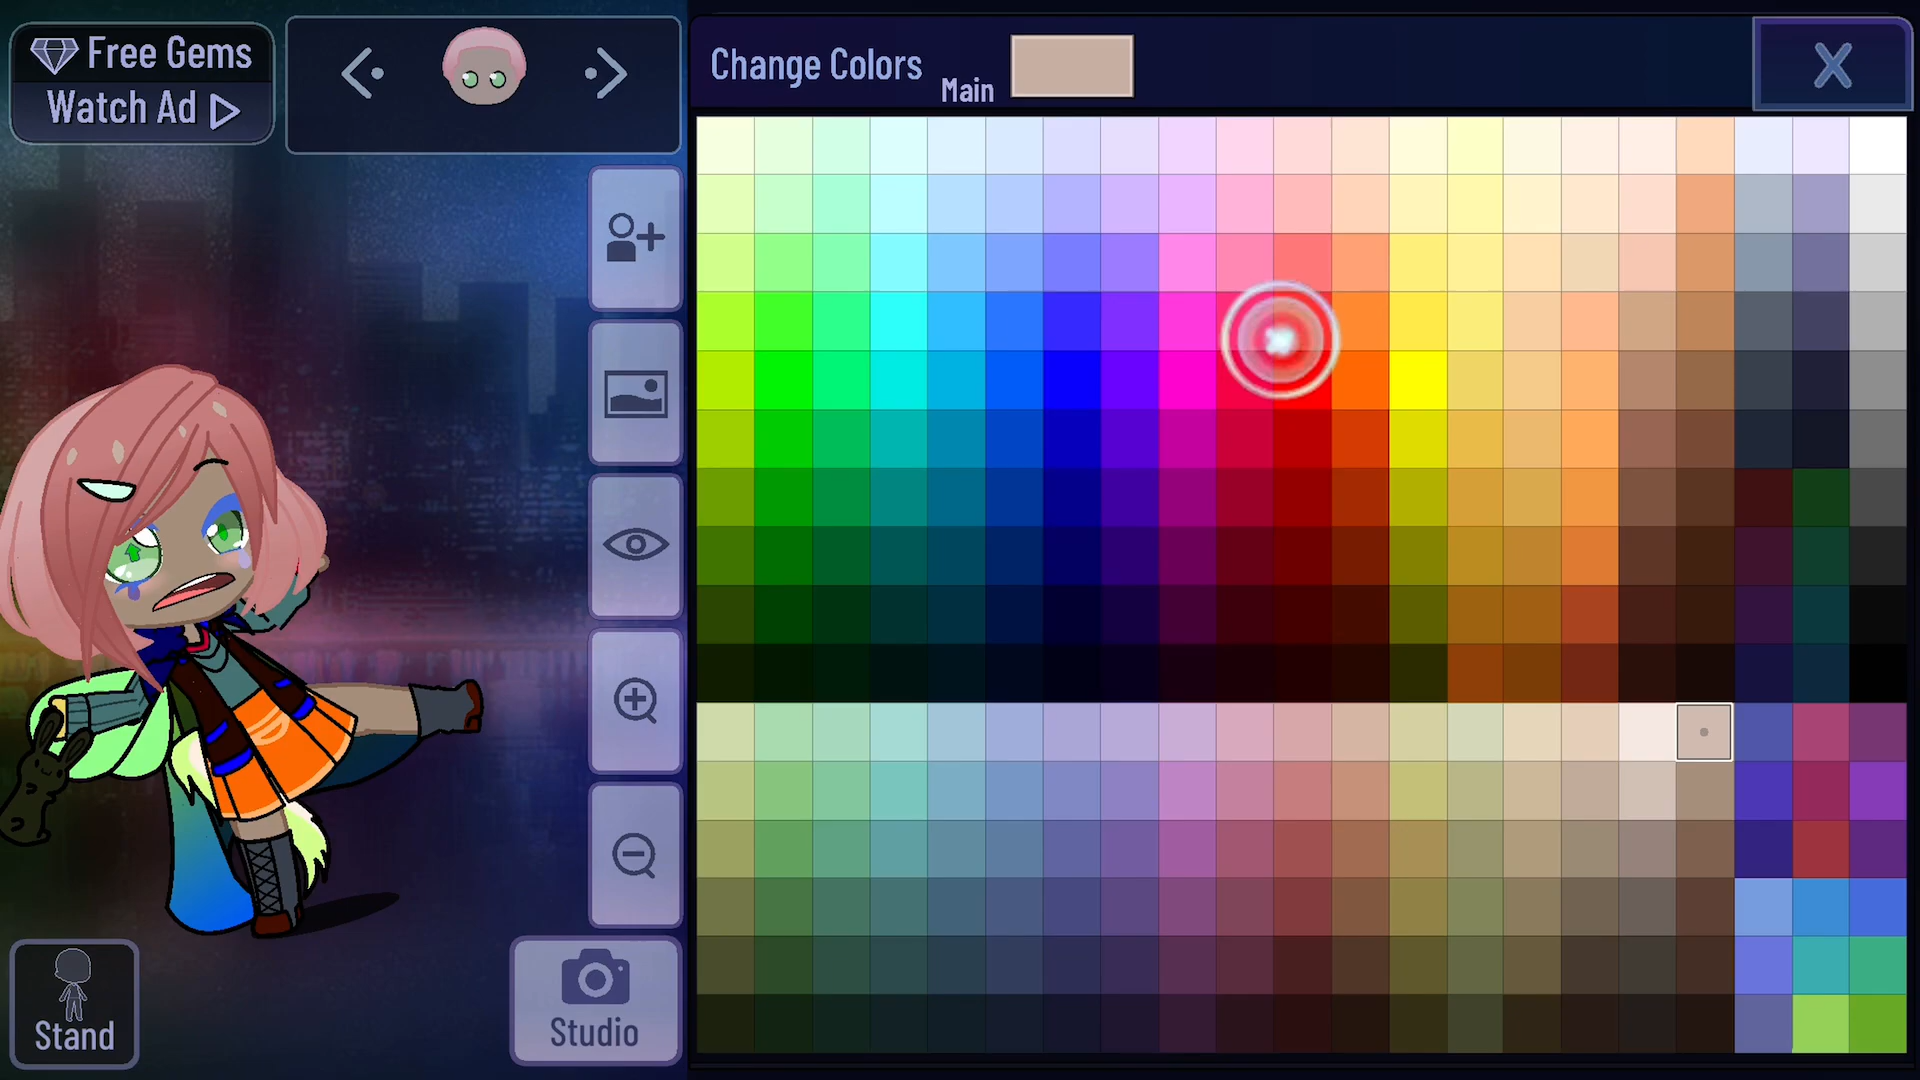 Free Gems
Watch Ad
Change Colors
Main
X
Stand
Studio